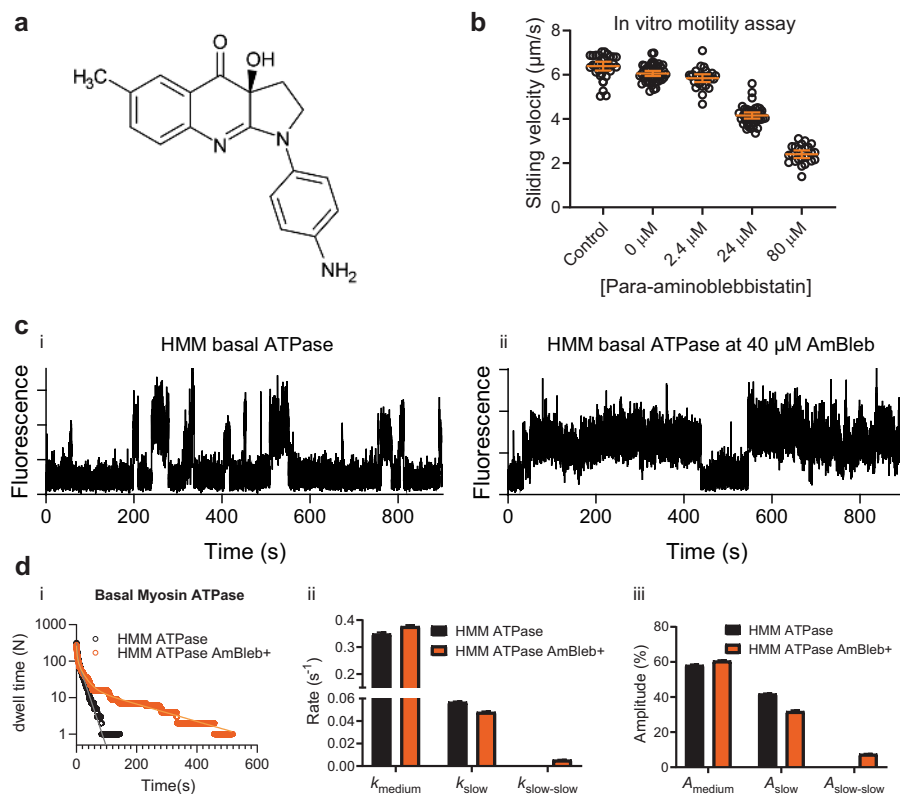 a
O
OH
H₃C
N
N
NH₂
b
In vitro motility assay
Sliding velocity (µm/s)
8
6
4
2
0
Control
0 µM
2.4 µM
24 µM
80 µM
[Para-aminoblebbistatin]
c
i
HMM basal ATPase
Fluorescence
0 200 400 600 800
Time (s)
ii
HMM basal ATPase at 40 µM AmBleb
Fluorescence
0 200 400 600 800
Time (s)
d
i
Basal Myosin ATPase
HMM ATPase
HMM ATPase AmBleb+
dwell time (N)
1000
100
10
1
0 200 400 600
Time(s)
ii
HMM ATPase
HMM ATPase AmBleb+
Rate (s⁻¹)
0.4
0.3
0.06
0.04
0.02
0.00
kmedium kslow kslow-slow
iii
HMM ATPase
HMM ATPase AmBleb+
Amplitude (%)
80
60
40
20
0
Amedium Aslow Aslow-slow